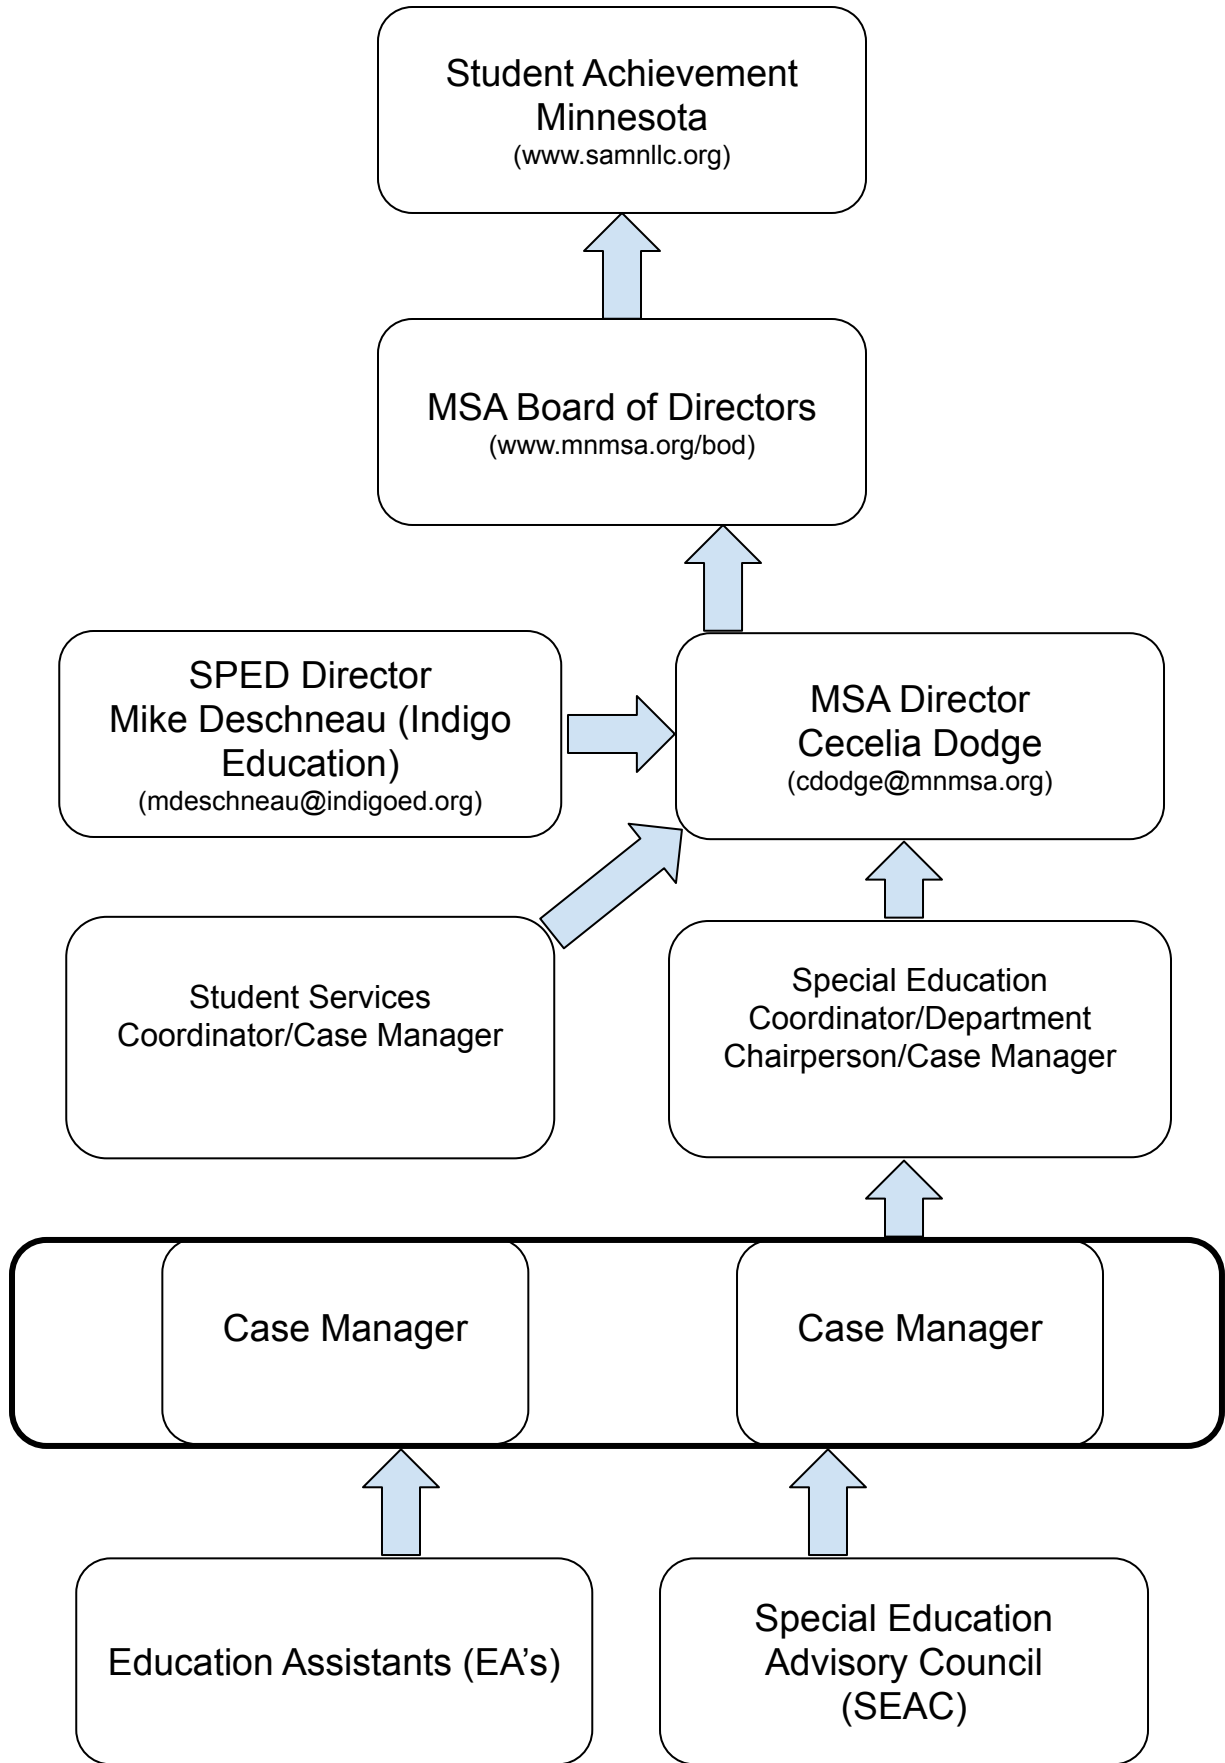 Student Achievement
Minnesota
(www.samnllc.org)
MSA Board of Directors
(www.mnmsa.org/bod)
SPED Director
Mike Deschneau (Indigo
Education)
(mdeschneau@indigoed.org)
MSA Director
Cecelia Dodge
(cdodge@mnmsa.org)
Student Services
Coordinator/Case Manager
Special Education
Coordinator/Department
Chairperson/Case Manager
Case Manager
Case Manager
Education Assistants (EA’s)
Special Education
Advisory Council
(SEAC)